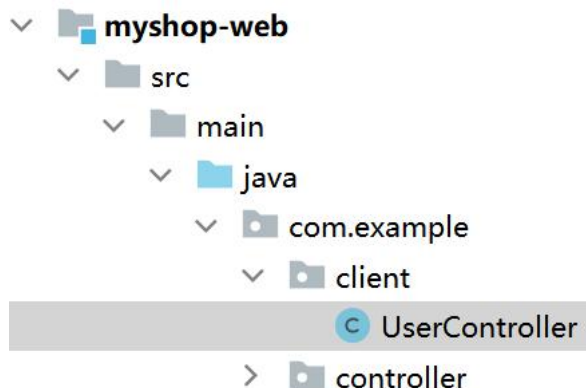 myshop-web
src
main
java
com.example
client
C UserController
controller